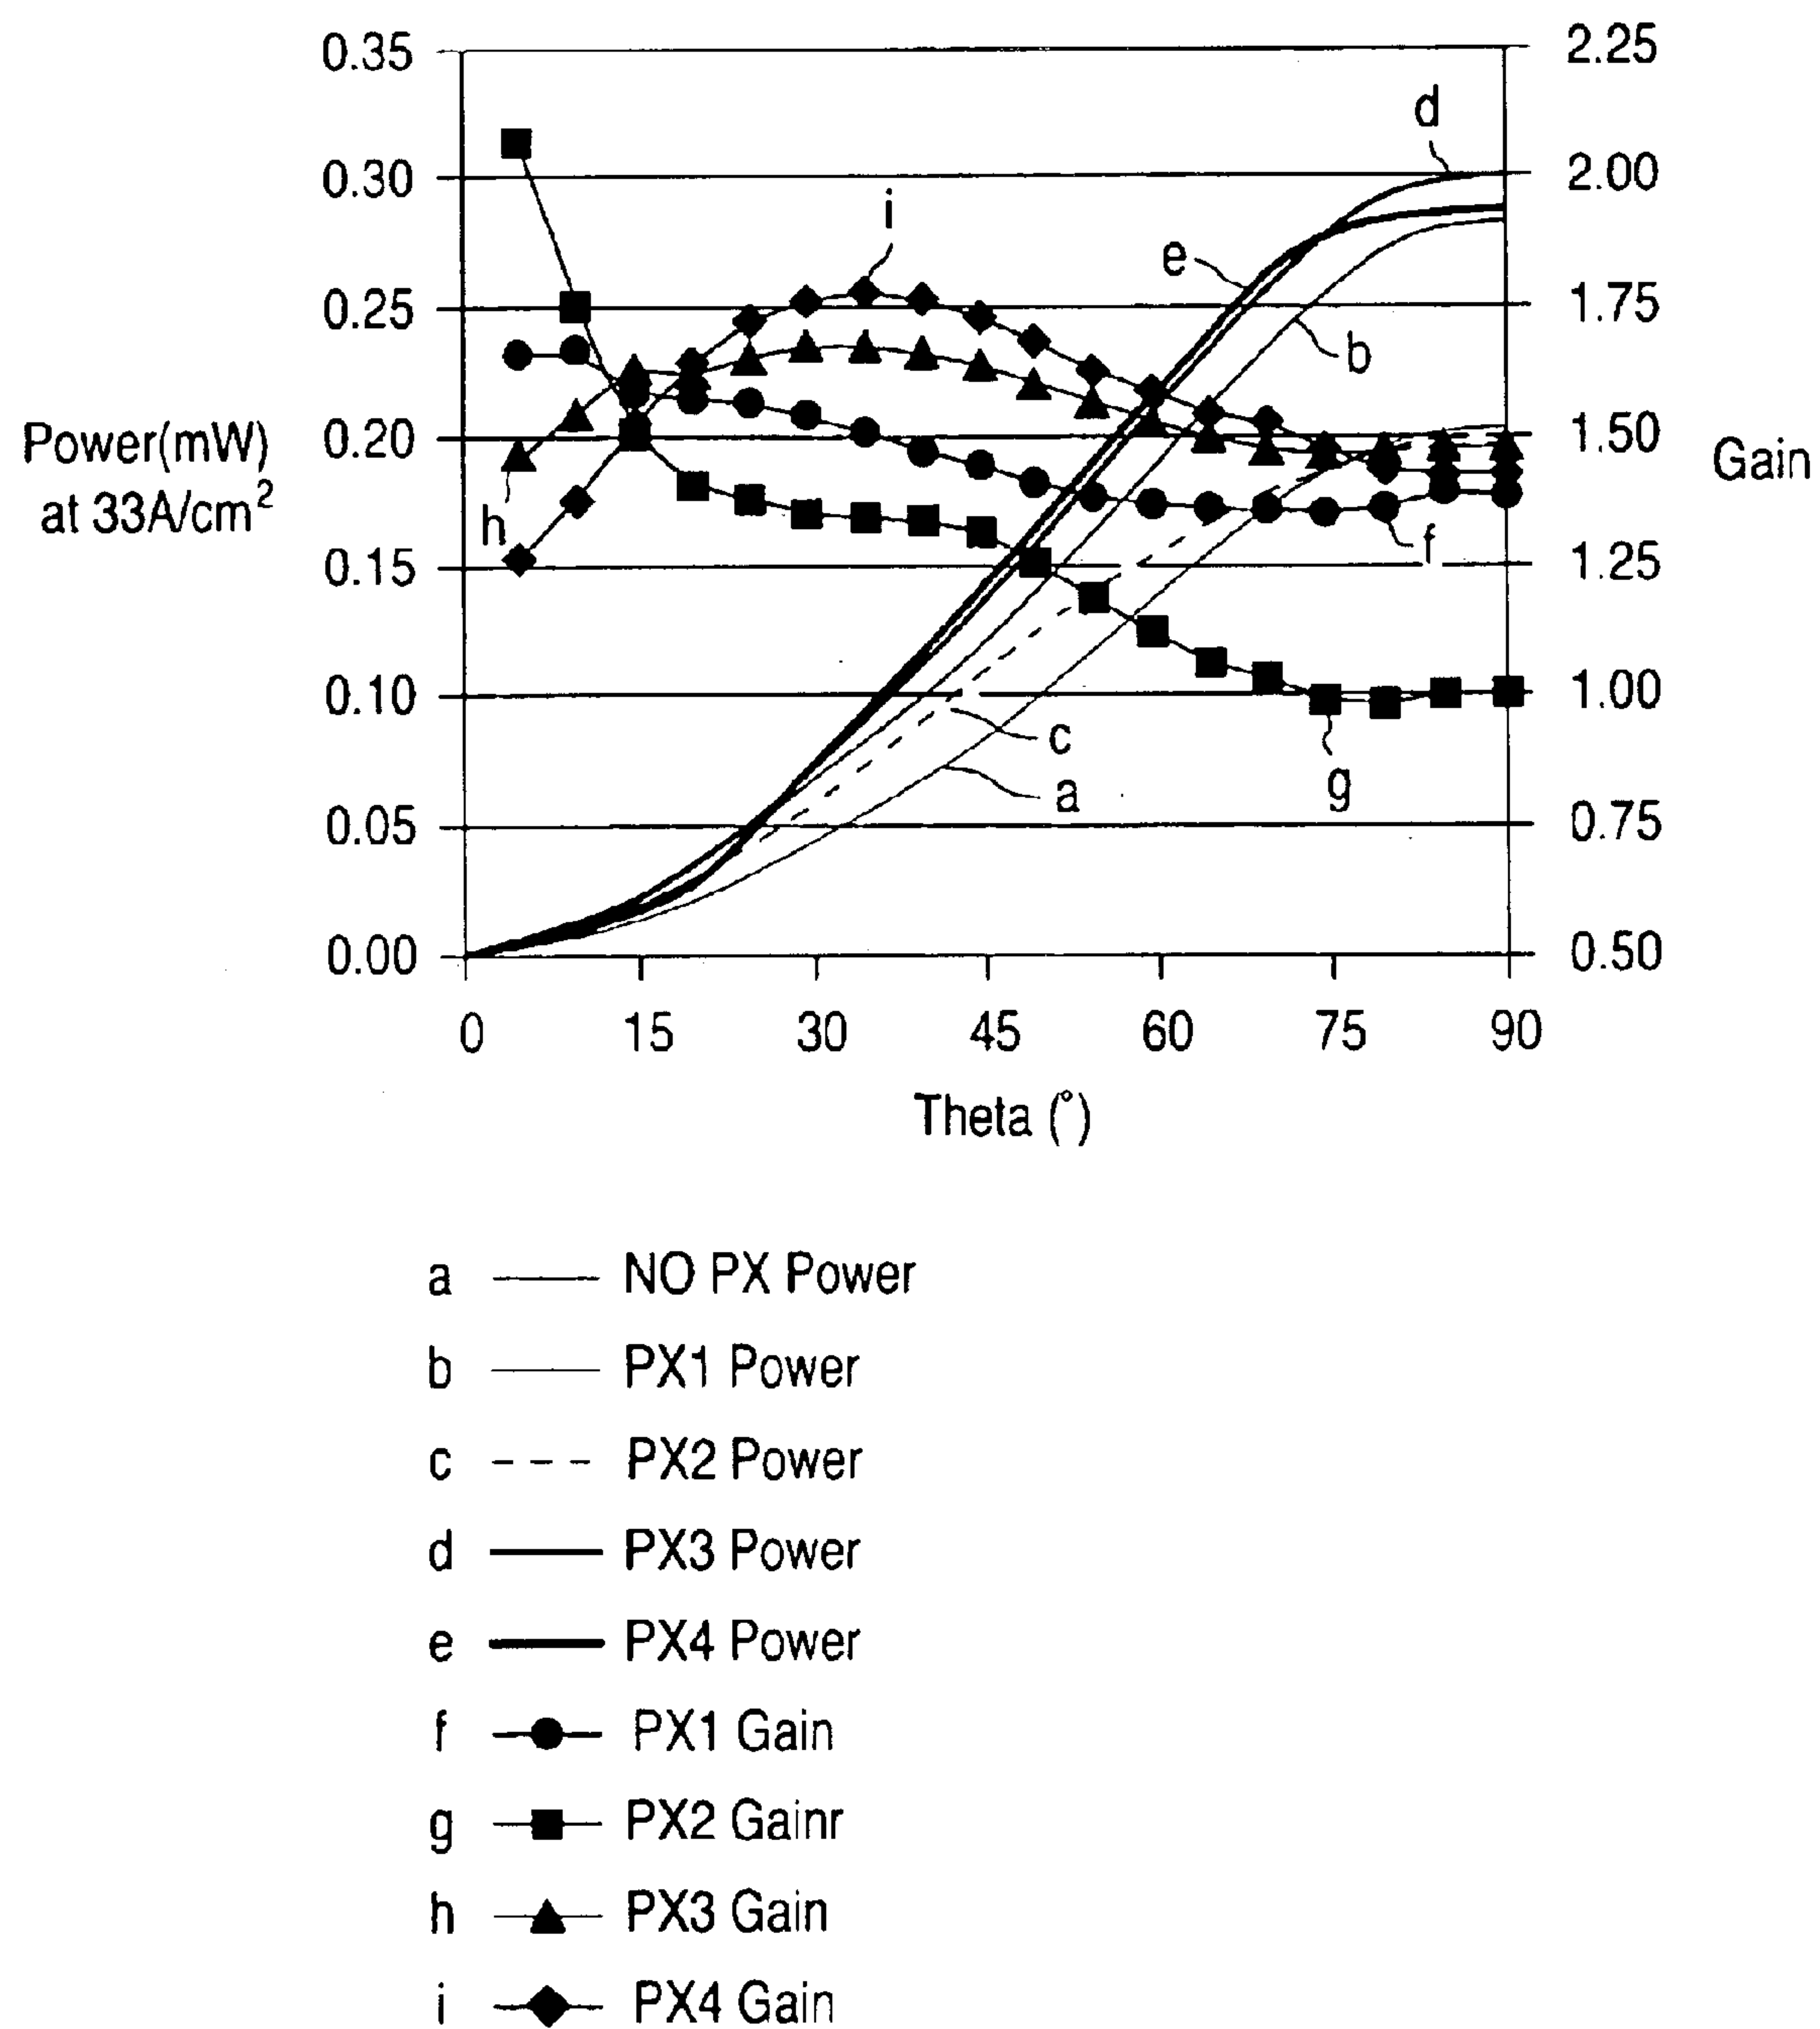 0.35
0.30
0.25
0.20
0.15
0.10
0.05
0.00
Power(mW)
at 33A/cm²
2.25
2.00
1.75
1.50
1.25
1.00
0.75
0.50
Gain
d
i
e
b
h
f
c
a
g
0 15 30 45 60 75 90
Theta (°)
a NO PX Power
b PX1 Power
c PX2 Power
d PX3 Power
e PX4 Power
f PX1 Gain
g PX2 Gainr
h PX3 Gain
i PX4 Gain